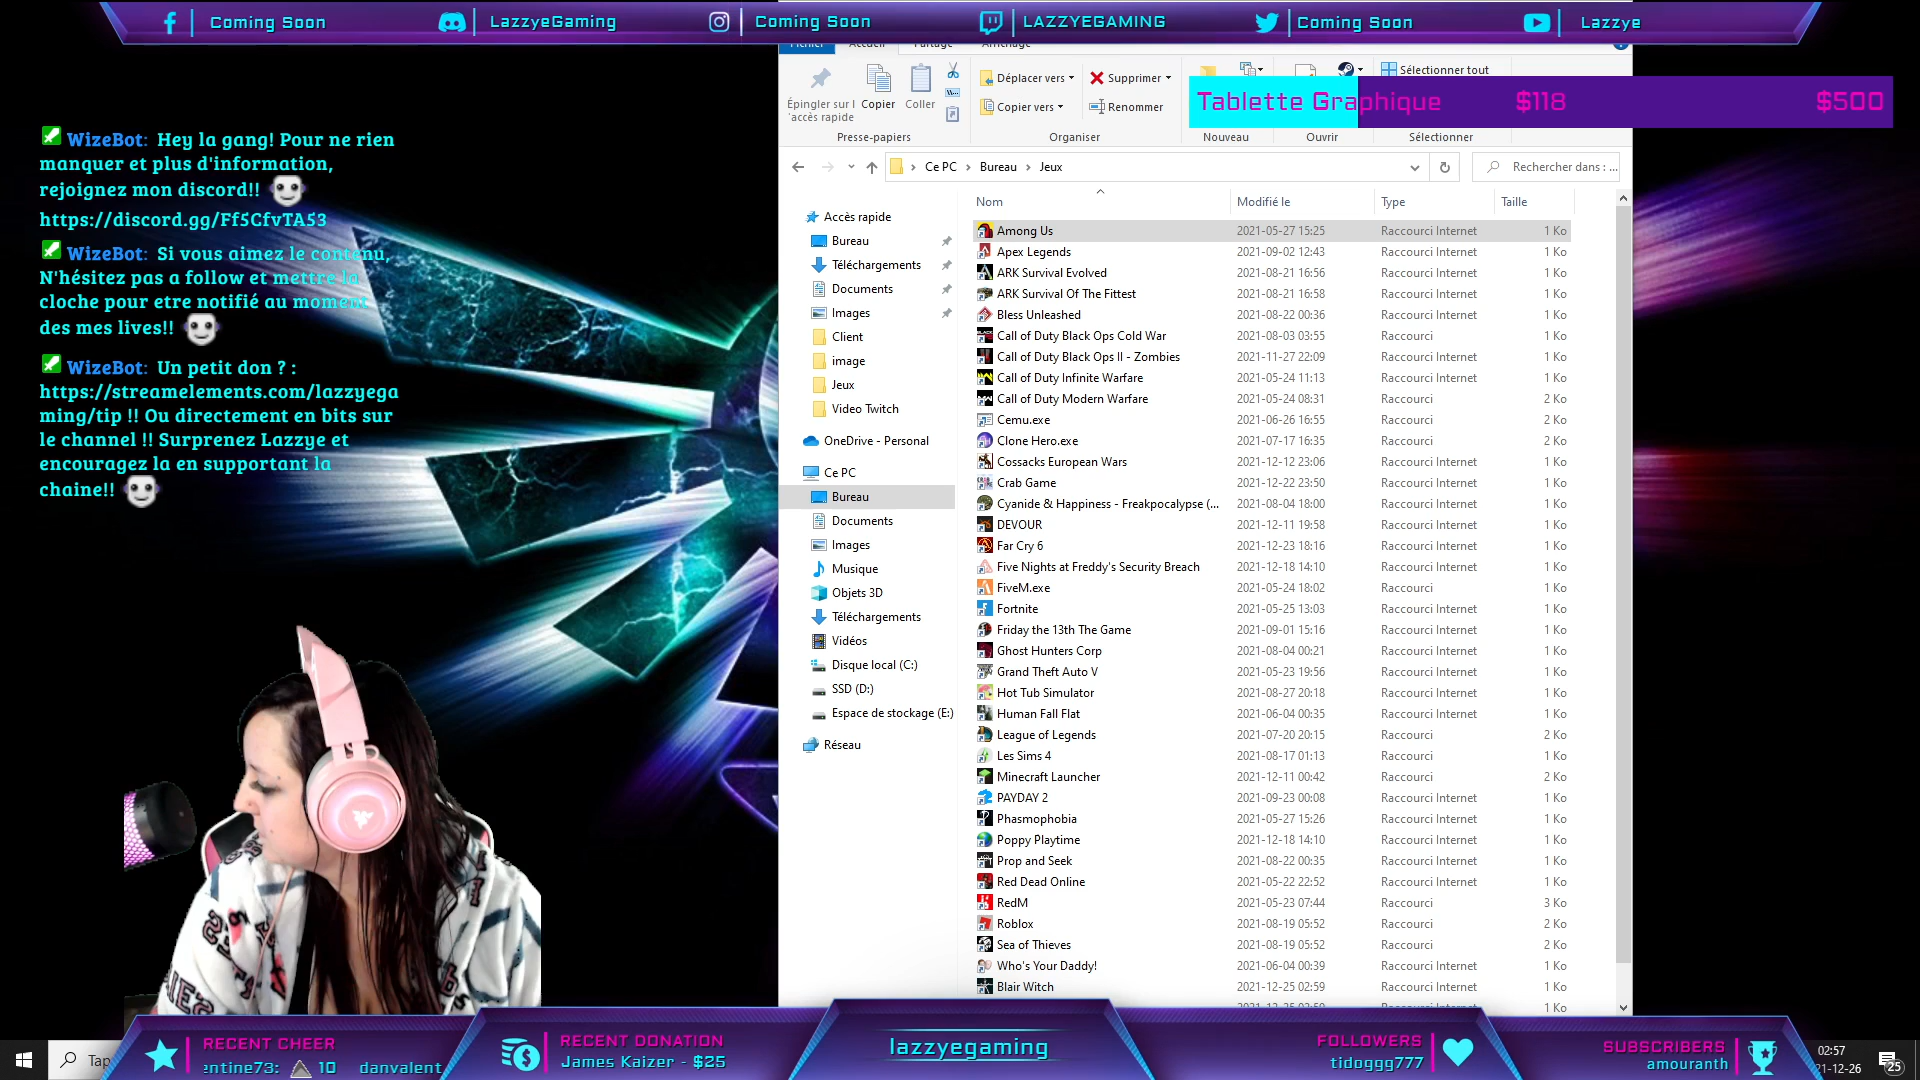 Coming Soon
LazzyeGaming
Coming Soon
LAZZYEGAMING
Coming Soon
Lazzye
Déplacer vers
Copier vers
Supprimer
Renommer
Sélectionner tout
Épingler sur l
'accès rapide
Copier
Coller
Presse-papiers
Organiser
Nouveau
Ouvrir
Sélectionner
Tablette Graphique
$118
$500
Ce PC
Bureau
Jeux
Rechercher dans : ...
WizeBot: Hey la gang! Pour ne rien
manquer et plus d'information,
rejoignez mon discord!!
https://discord.gg/Ff5CfvTA53
WizeBot: Si vous aimez le contenu,
N'hésitez pas a follow et mettre la
cloche pour etre notifié au moment
des mes lives!!
WizeBot: Un petit don ? :
https://streamelements.com/lazzyega
ming/tip !! Ou directement en bits sur
le channel !! Surprenez Lazzye et
encouragez la en supportant la
chaine!!
Accès rapide
Bureau
Téléchargements
Documents
Images
Client
image
Jeux
Video Twitch
OneDrive - Personal
Ce PC
Bureau
Documents
Images
Musique
Objets 3D
Téléchargements
Vidéos
Disque local (C:)
SSD (D:)
Espace de stockage (E:)
Réseau
Nom Modifié le Type Taille
Among Us 2021-05-27 15:25 Raccourci Internet 1 Ko
Apex Legends 2021-09-02 12:43 Raccourci Internet 1 Ko
ARK Survival Evolved 2021-08-21 16:56 Raccourci Internet 1 Ko
ARK Survival Of The Fittest 2021-08-21 16:58 Raccourci Internet 1 Ko
Bless Unleashed 2021-08-22 00:36 Raccourci Internet 1 Ko
Call of Duty Black Ops Cold War 2021-08-03 03:55 Raccourci 1 Ko
Call of Duty Black Ops II - Zombies 2021-11-27 22:09 Raccourci Internet 1 Ko
Call of Duty Infinite Warfare 2021-05-24 11:13 Raccourci Internet 1 Ko
Call of Duty Modern Warfare 2021-05-24 08:31 Raccourci 2 Ko
Cemu.exe 2021-06-26 16:55 Raccourci 2 Ko
Clone Hero.exe 2021-07-17 16:35 Raccourci 2 Ko
Cossacks European Wars 2021-12-12 23:06 Raccourci Internet 1 Ko
Crab Game 2021-12-22 23:50 Raccourci Internet 1 Ko
Cyanide & Happiness - Freakpocalypse (... 2021-08-04 18:00 Raccourci Internet 1 Ko
DEVOUR 2021-12-11 19:58 Raccourci Internet 1 Ko
Far Cry 6 2021-12-23 18:16 Raccourci Internet 1 Ko
Five Nights at Freddy's Security Breach 2021-12-18 14:10 Raccourci Internet 1 Ko
FiveM.exe 2021-05-24 18:02 Raccourci 1 Ko
Fortnite 2021-05-25 13:03 Raccourci Internet 1 Ko
Friday the 13th The Game 2021-09-01 15:16 Raccourci Internet 1 Ko
Ghost Hunters Corp 2021-08-04 00:21 Raccourci Internet 1 Ko
Grand Theft Auto V 2021-05-23 19:56 Raccourci Internet 1 Ko
Hot Tub Simulator 2021-08-27 20:18 Raccourci Internet 1 Ko
Human Fall Flat 2021-06-04 00:35 Raccourci Internet 1 Ko
League of Legends 2021-07-20 20:15 Raccourci 2 Ko
Les Sims 4 2021-08-17 01:13 Raccourci 1 Ko
Minecraft Launcher 2021-12-11 00:42 Raccourci 2 Ko
PAYDAY 2 2021-09-23 00:08 Raccourci Internet 1 Ko
Phasmophobia 2021-05-27 15:26 Raccourci Internet 1 Ko
Poppy Playtime 2021-12-18 14:10 Raccourci Internet 1 Ko
Prop and Seek 2021-08-22 00:35 Raccourci Internet 1 Ko
Red Dead Online 2021-05-22 22:52 Raccourci Internet 1 Ko
RedM 2021-05-23 07:44 Raccourci 3 Ko
Roblox 2021-08-19 05:52 Raccourci 2 Ko
Sea of Thieves 2021-08-19 05:52 Raccourci 2 Ko
Who's Your Daddy! 2021-06-04 00:39 Raccourci Internet 1 Ko
Blair Witch 2021-12-25 02:59 Raccourci Internet 1 Ko
1 Ko
Tap
RECENT CHEER
entine73: 10 danvalent
RECENT DONATION
James Kaizer - $25
lazzyegaming
FOLLOWERS
tidoggg777
SUBSCRIBERS
amouranth
02:57
21-12-26
25